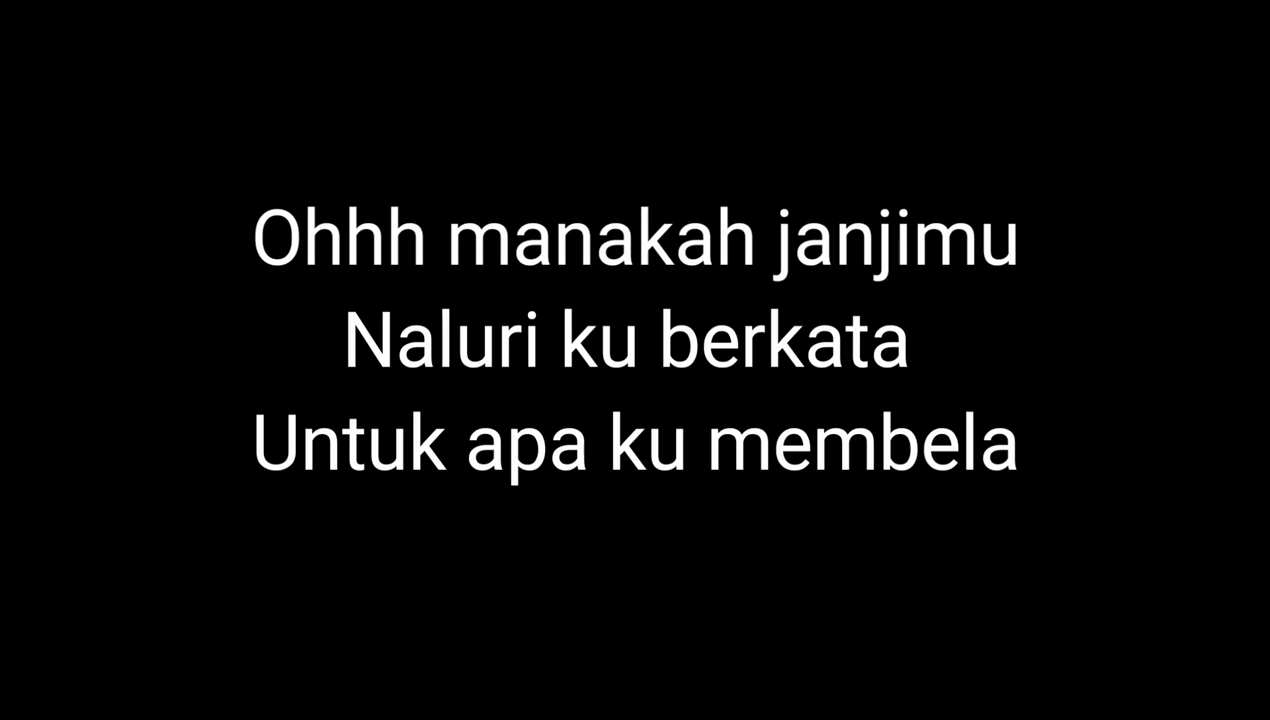 Ohhh manakah janjimu
Naluri ku berkata
Untuk apa ku membela